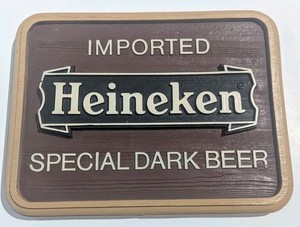 IMPORTED
Heineken
SPECIAL DARK BEER